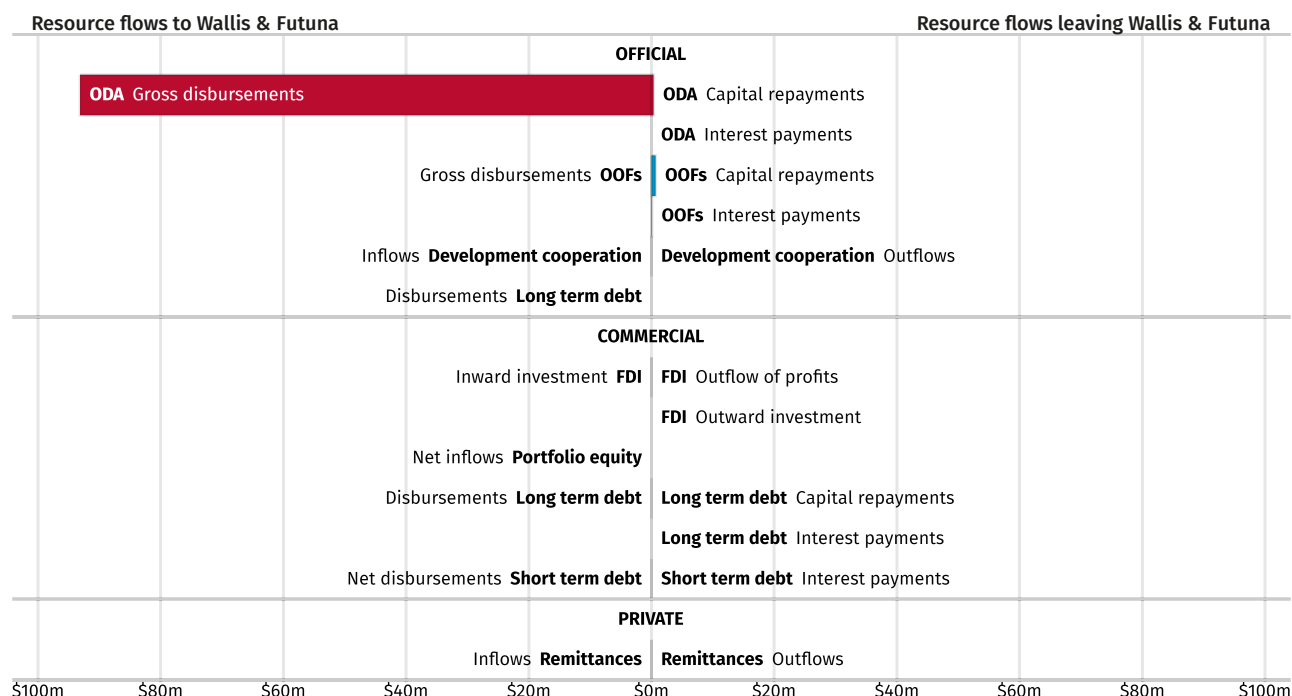 Resource flows to Wallis & Futuna Resource flows leaving Wallis & Futuna
OFFICIAL
ODA Gross disbursements ODA Capital repayments
ODA Interest payments
Gross disbursements OOFs OOFs Capital repayments
OOFs Interest payments
Inflows Development cooperation Development cooperation Outflows
Disbursements Long term debt
COMMERCIAL
Inward investment FDI FDI Outflow of profits
FDI Outward investment
Net inflows Portfolio equity
Disbursements Long term debt Long term debt Capital repayments
Long term debt Interest payments
Net disbursements Short term debt Short term debt Interest payments
PRIVATE
Inflows Remittances Remittances Outflows
$100m $80m $60m $40m $20m $0m $20m $40m $60m $80m $100m